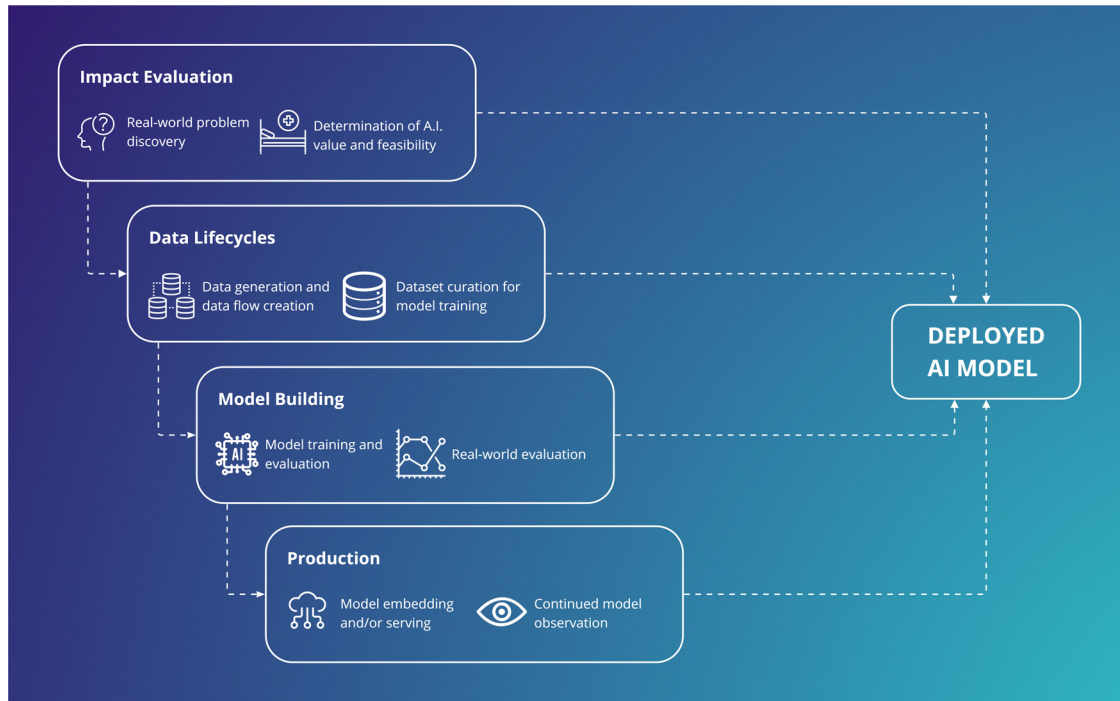 Impact Evaluation
Real-world problem
discovery
Determination of A.I.
value and feasibility
Data Lifecycles
Data generation and
data flow creation
Dataset curation for
model training
DEPLOYED
AI MODEL
Model Building
AI
Model training and
evaluation
Real-world evaluation
Production
Model embedding
and/or serving
Continued model
observation